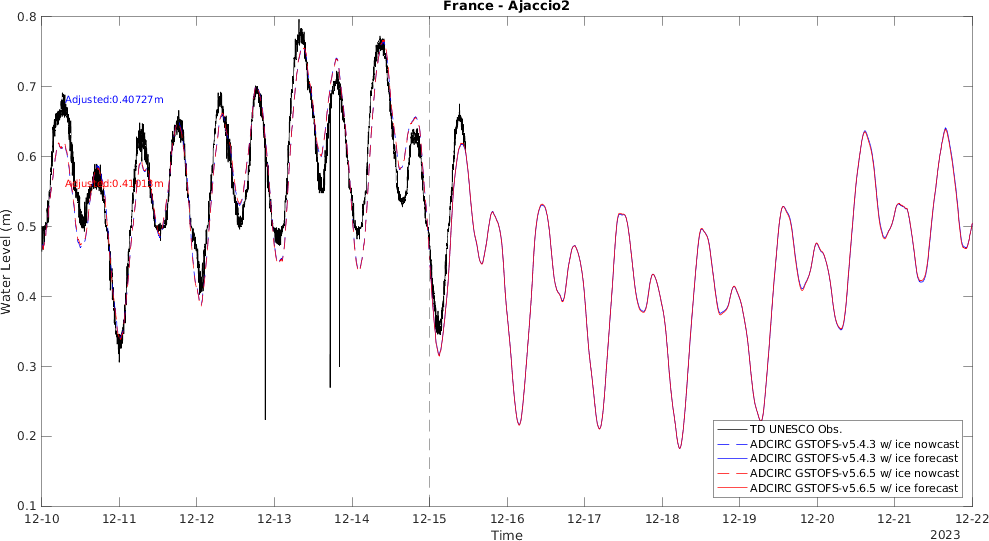 France - Ajaccio2
0.8
0.7
0.6
0.5
0.4
0.3
0.2
0.1
Water Level (m)
Adjusted:0.40727m
Adjusted:0.41013m
TD UNESCO Obs.
ADCIRC GSTOFS-v5.4.3 w/ ice nowcast
ADCIRC GSTOFS-v5.4.3 w/ ice forecast
ADCIRC GSTOFS-v5.6.5 w/ ice nowcast
ADCIRC GSTOFS-v5.6.5 w/ ice forecast
12-10 12-11 12-12 12-13 12-14 12-15 12-16 12-17 12-18 12-19 12-20 12-21 12-22
Time
2023